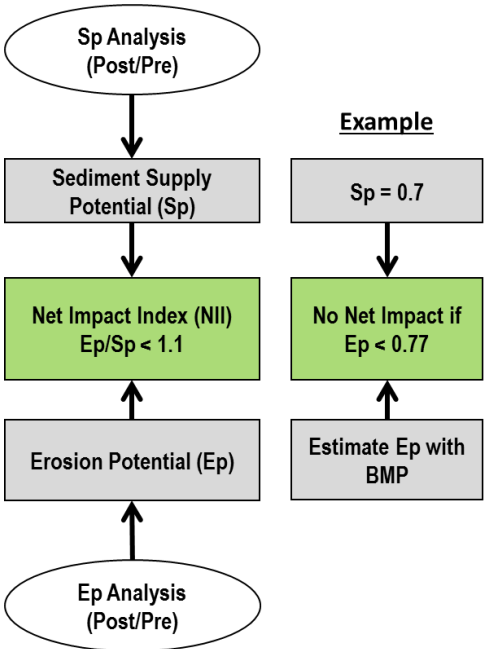 Sp Analysis
(Post/Pre)
Example
Sediment Supply
Potential (Sp)
Sp = 0.7
Net Impact Index (NII)
Ep/Sp < 1.1
No Net Impact if
Ep < 0.77
Erosion Potential (Ep)
Estimate Ep with
BMP
Ep Analysis
(Post/Pre)